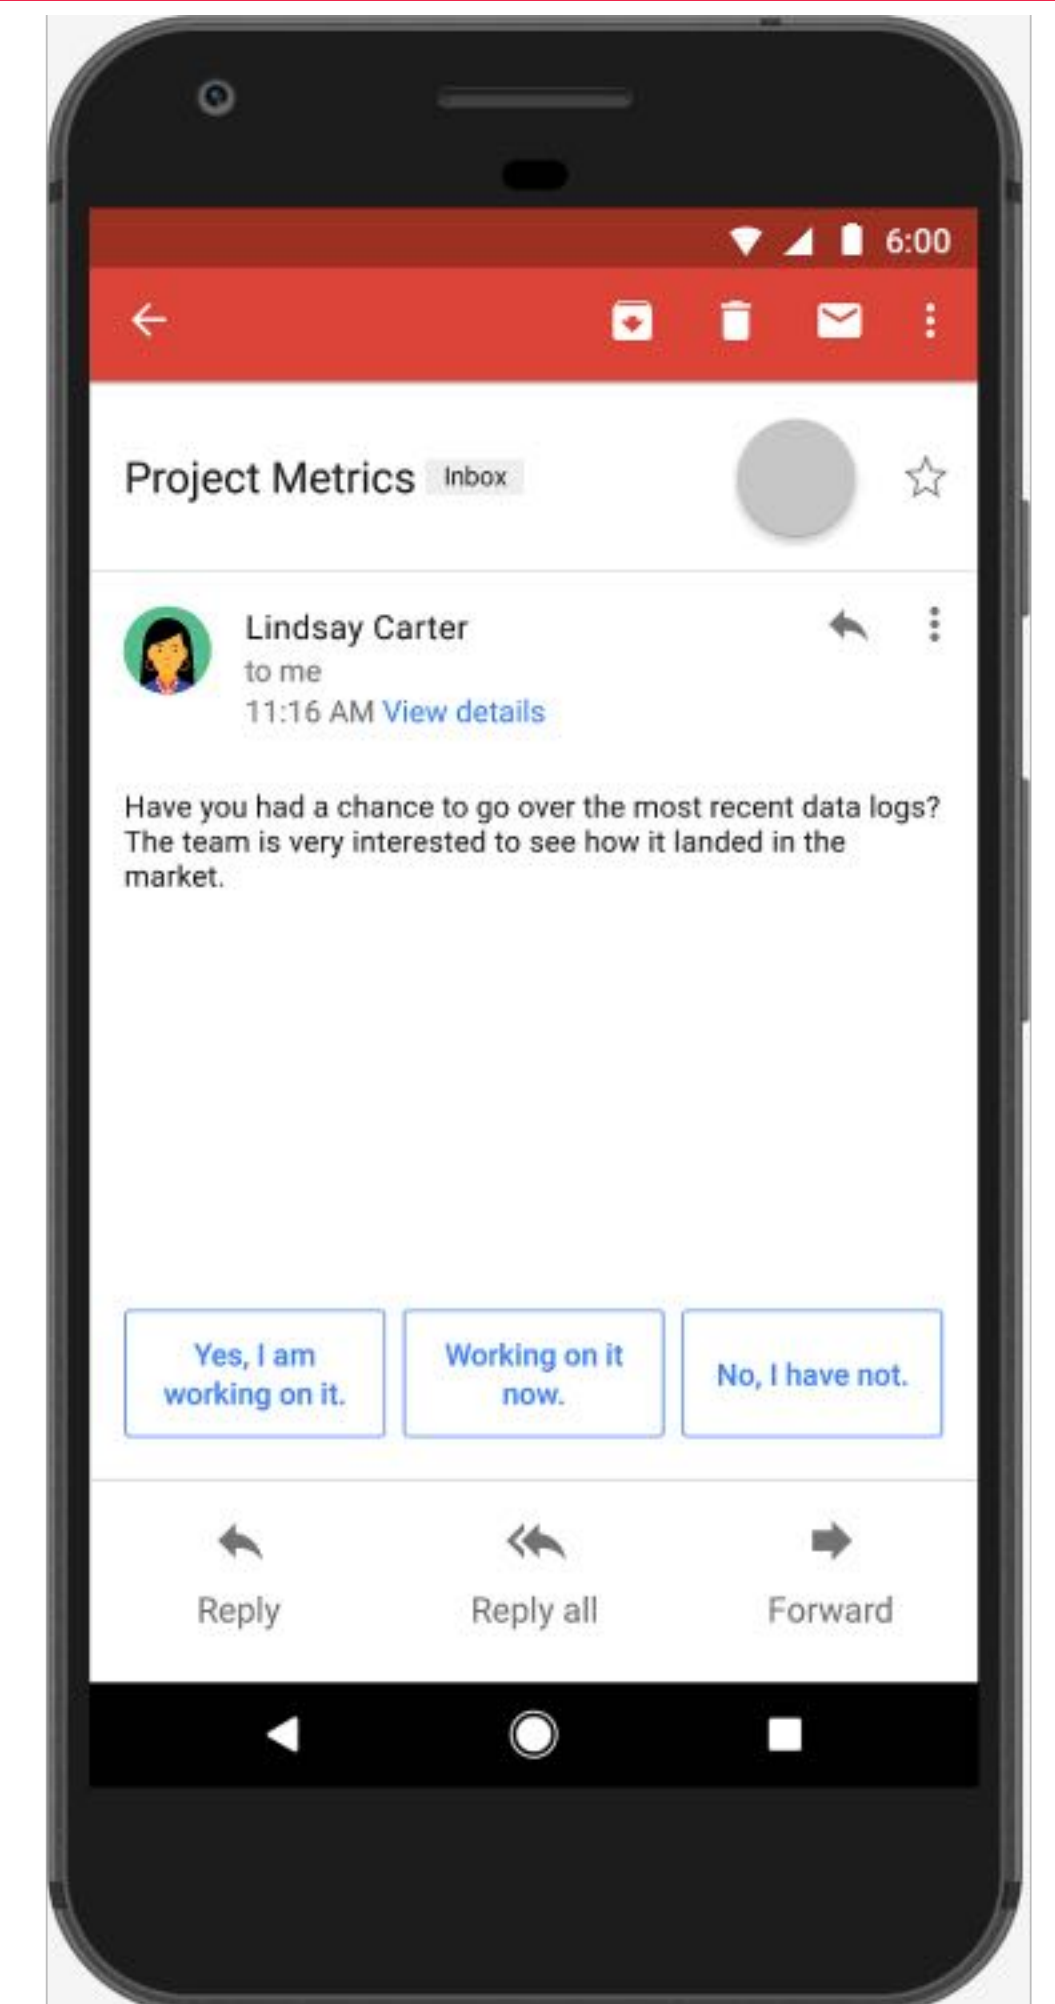 6:00
Project Metrics Inbox
Lindsay Carter
to me
11:16 AM View details
Have you had a chance to go over the most recent data logs?
The team is very interested to see how it landed in the
market.
Yes, I am
working on it.
Working on it
now.
No, I have not.
Reply
Reply all
Forward